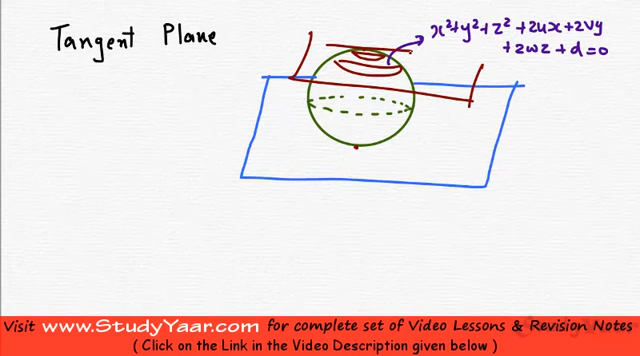 Tangent Plane
x²+y²+z²+2ux+2vy
+2wz+d=0
Visit www.StudyYaar.com for complete set of Video Lessons & Revision Notes
( Click on the Link in the Video Description given below )